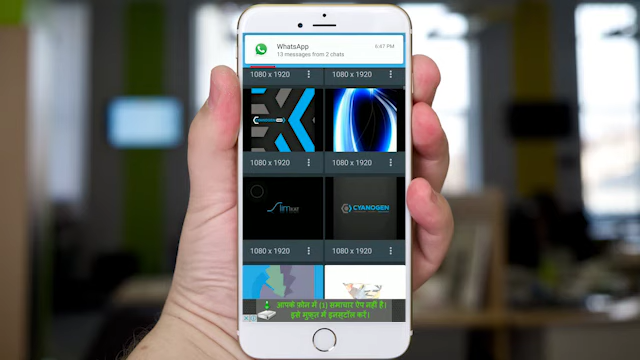 WhatsApp 6:47 PM
13 messages from 2 chats
1080 x 1920 1080 x 1920
1080 x 1920 1080 x 1920
CYANOGEN
1080 x 1920 1080 x 1920
आपके फ़ोन में (1) समाचार ऐप नहीं है।
इसे मुफ़्त में इनस्टॉल करें।